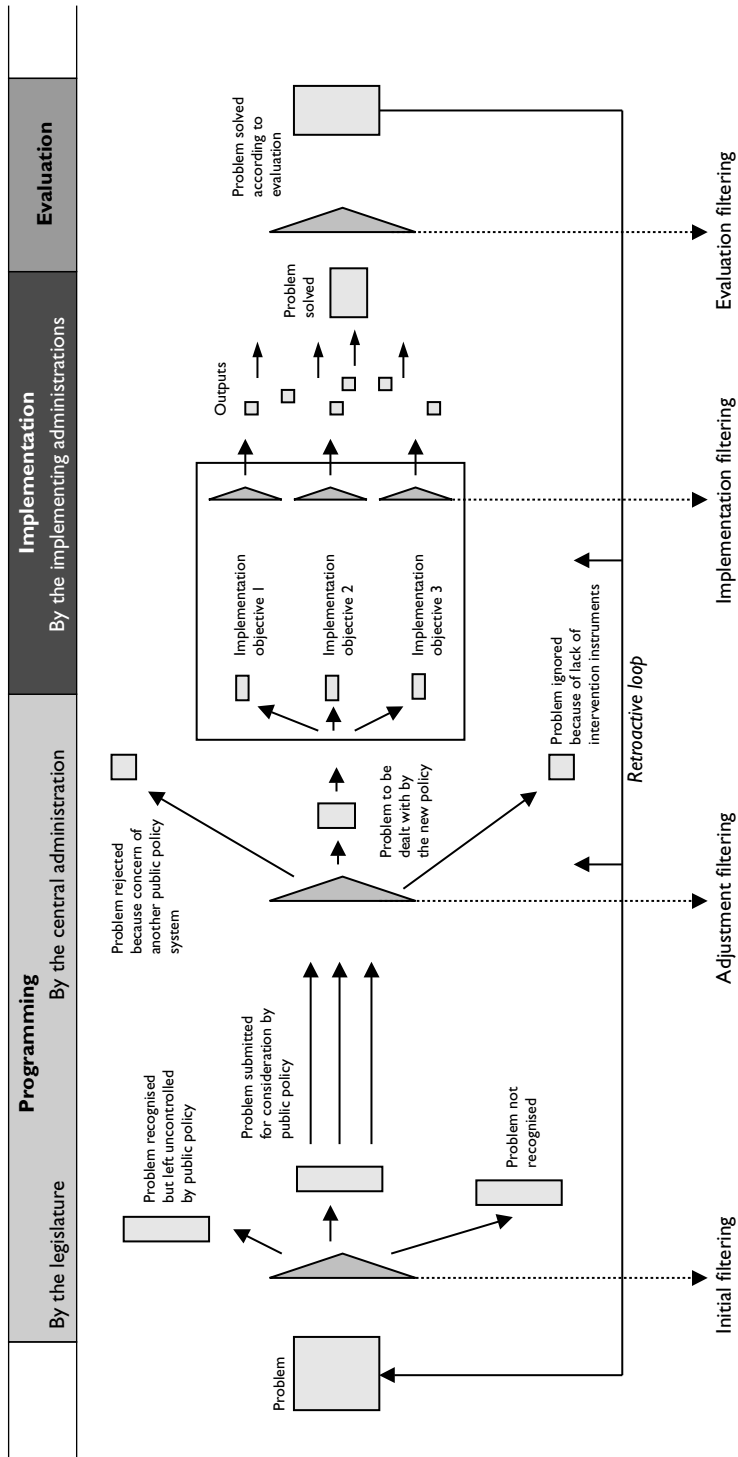 Programming
Implementation
Evaluation
By the legislature
By the central administration
By the implementing administrations
Problem
Problem recognised
but left uncontrolled
by public policy
Problem not
recognised
Problem submitted
for consideration by
public policy
Problem rejected
because concern of
another public policy
system
Problem to be
dealt with by
the new policy
Problem ignored
because of lack of
intervention instruments
Implementation
objective 1
Implementation
objective 2
Implementation
objective 3
Outputs
Problem
solved
Problem solved
according to
evaluation
Retroactive loop
Initial filtering
Adjustment filtering
Implementation filtering
Evaluation filtering